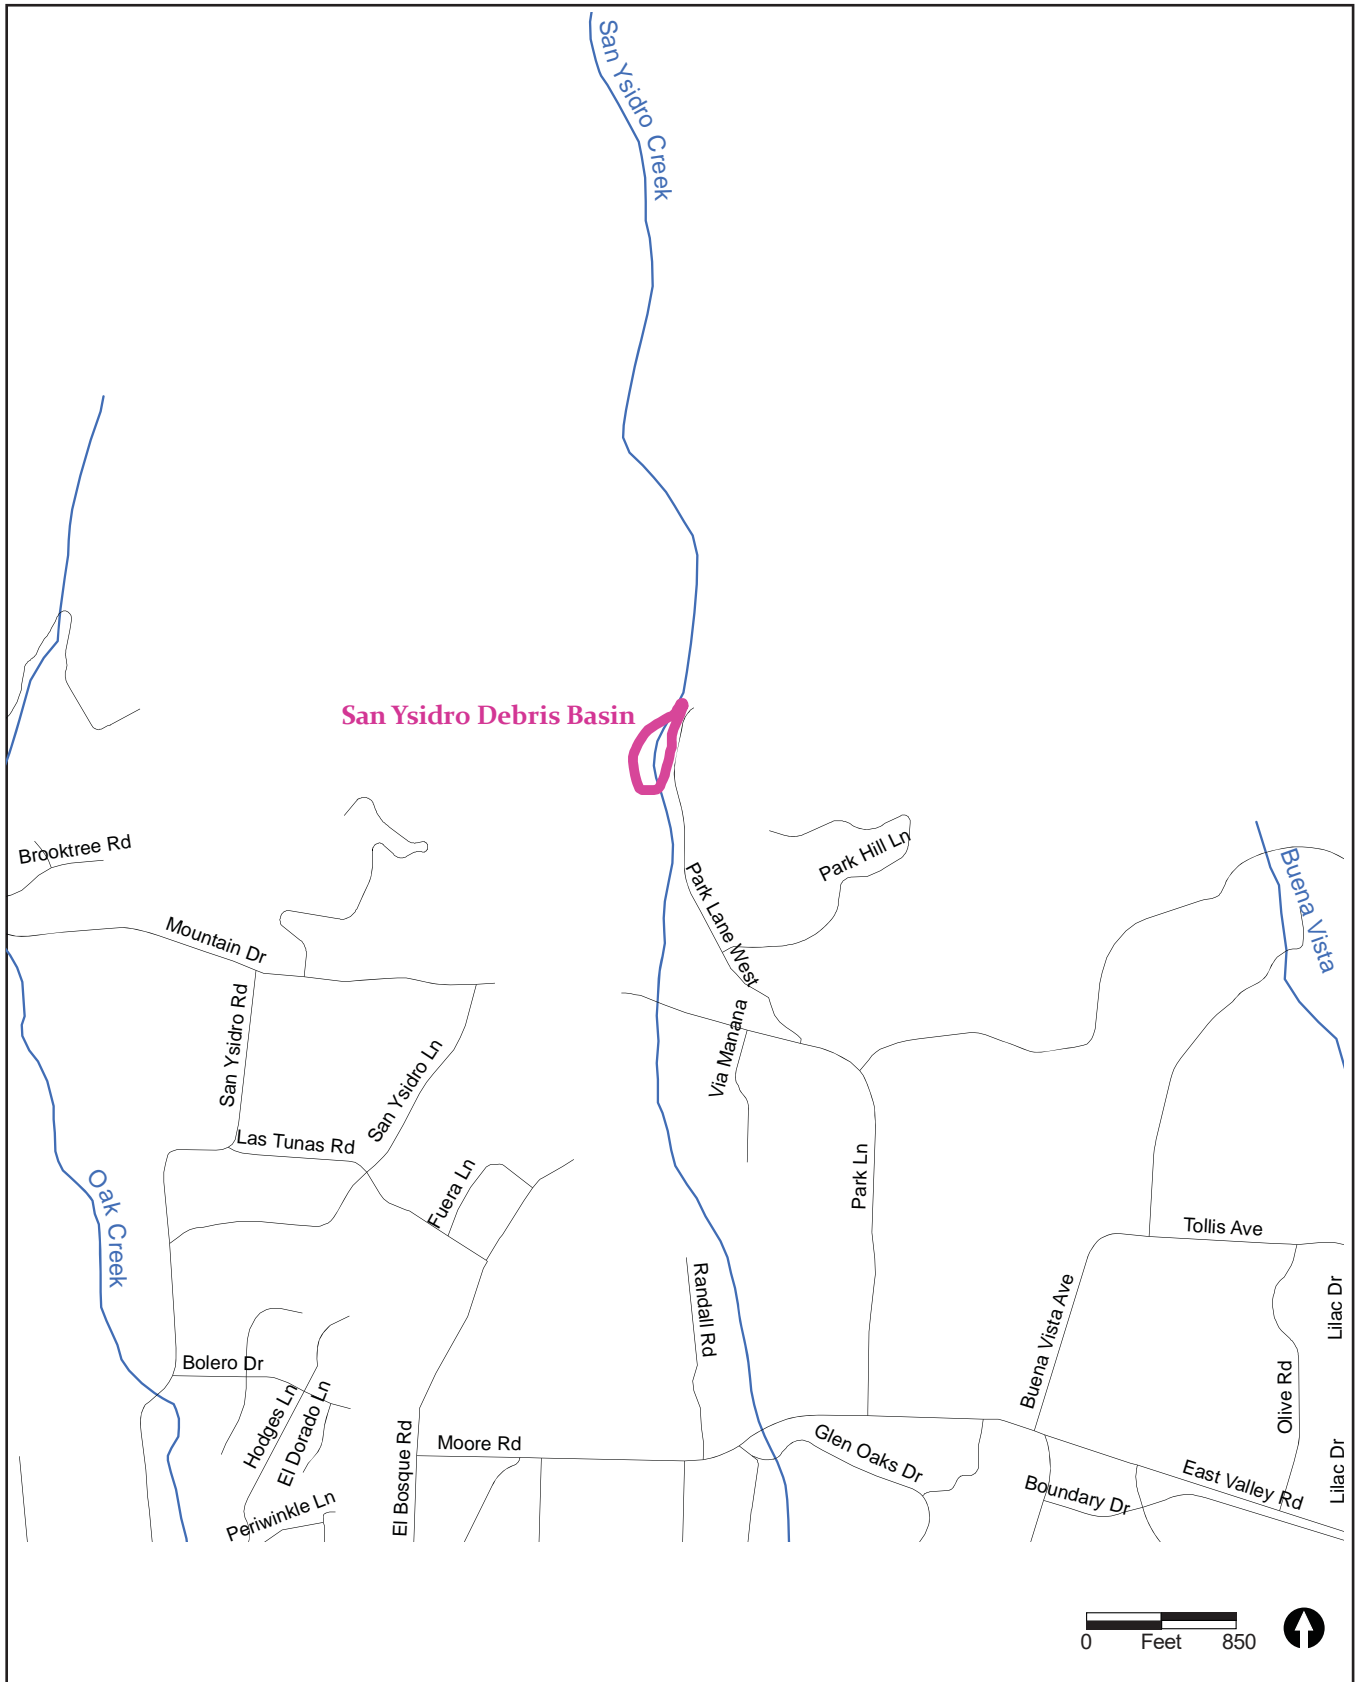 San Ysidro Creek
San Ysidro Debris Basin
Brooktree Rd
Park Hill Ln
Buena Vista
Park Lane West
Mountain Dr
San Ysidro Rd
Via Manana
San Ysidro Ln
Las Tunas Rd
Fuera Ln
Park Ln
Oak Creek
Tollis Ave
Randall Rd
Buena Vista Ave
Lilac Dr
Bolero Dr
Hodges Ln
El Dorado Ln
Olive Rd
El Bosque Rd
Moore Rd
Glen Oaks Dr
Lilac Dr
East Valley Rd
Boundary Dr
Periwinkle Ln
0 Feet 850